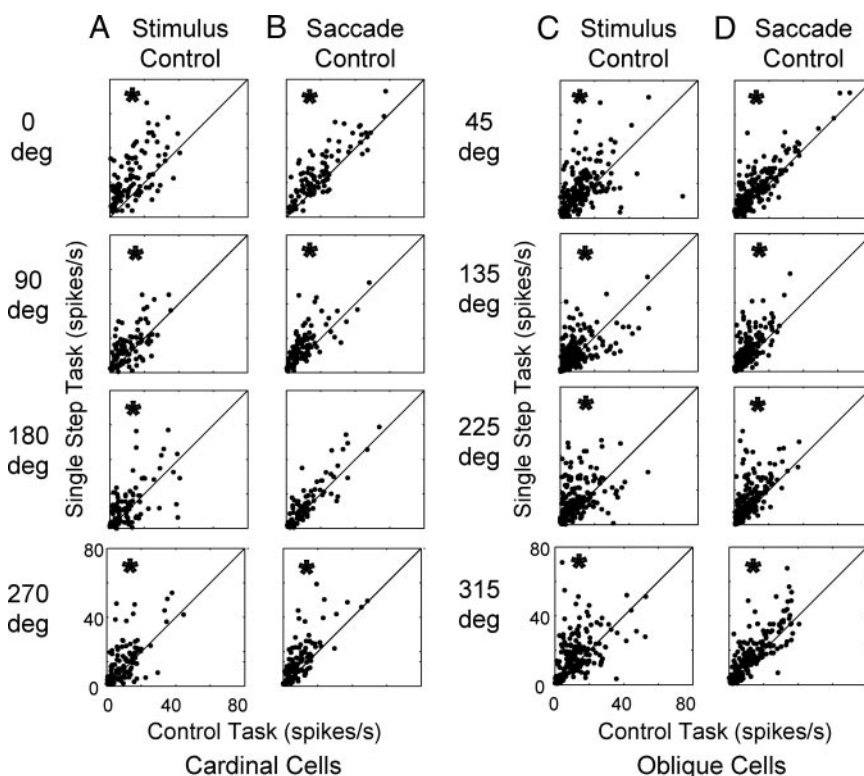 A Stimulus Control
B Saccade Control
C Stimulus Control
D Saccade Control
0 deg
*
*
45 deg
*
*
90 deg
*
*
135 deg
*
*
180 deg
*
225 deg
*
*
270 deg
*
*
315 deg
*
*
Single Step Task (spikes/s)
Single Step Task (spikes/s)
80
40
0
0 40 80
80
40
0
0 40 80
Control Task (spikes/s)
Control Task (spikes/s)
Cardinal Cells
Oblique Cells